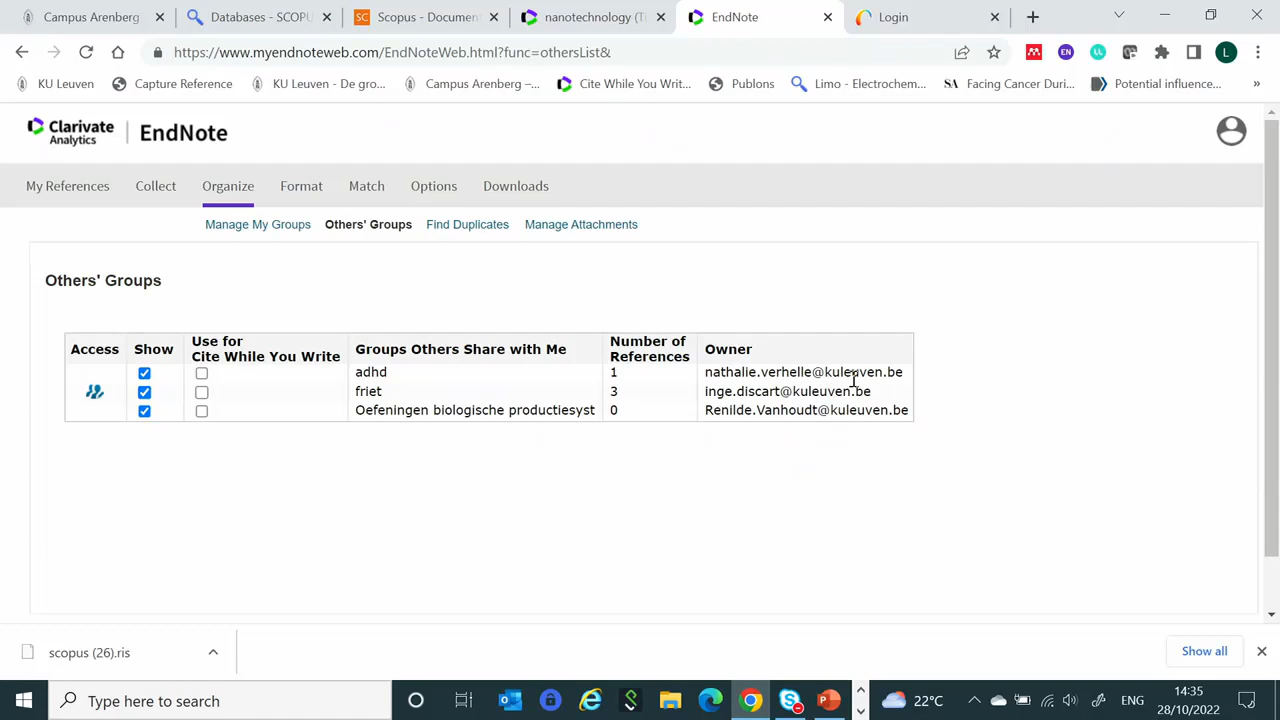 Campus Arenberg
Databases - SCOPU
Scopus - Document
nanotechnology (T
EndNote
Login
https://www.myendnoteweb.com/EndNoteWeb.html?func=othersList&
L
KU Leuven
Capture Reference
KU Leuven - De gro...
Campus Arenberg –...
Cite While You Writ...
Publons
Limo - Electrochem...
SA
Facing Cancer Duri...
Potential influence...
»
Clarivate
Analytics
EndNote
My References
Collect
Organize
Format
Match
Options
Downloads
Manage My Groups
Others' Groups
Find Duplicates
Manage Attachments
Others' Groups
Access
Show
Use for
Cite While You Write
Groups Others Share with Me
Number of
References
Owner
adhd 1 nathalie.verhelle@kuleuven.be
friet 3 inge.discart@kuleuven.be
Oefeningen biologische productiesyst 0 Renilde.Vanhoudt@kuleuven.be
scopus (26).ris
Show all
Type here to search
22°C
ENG
14:35
28/10/2022